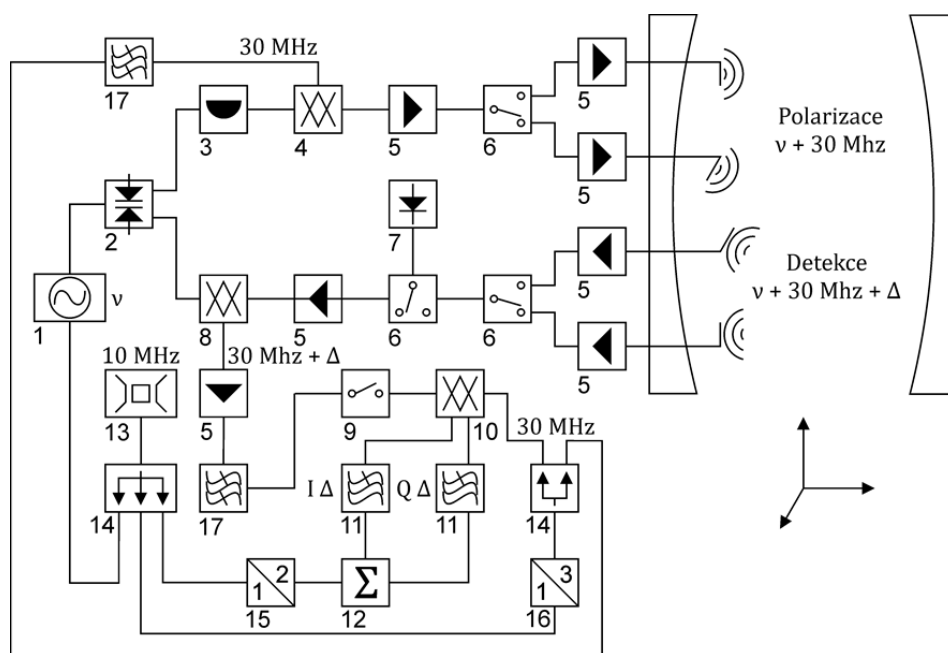 30 MHz
17
5
3
4
5
6
Polarizace
ν + 30 Mhz
5
2
7
ν
1
8
5
6
6
5
Detekce
ν + 30 Mhz + Δ
5
10 MHz
30 Mhz + Δ
13
5
9
10
30 MHz
I Δ
Q Δ
14
17
11
11
14
1 2
Σ
1 3
15
12
16